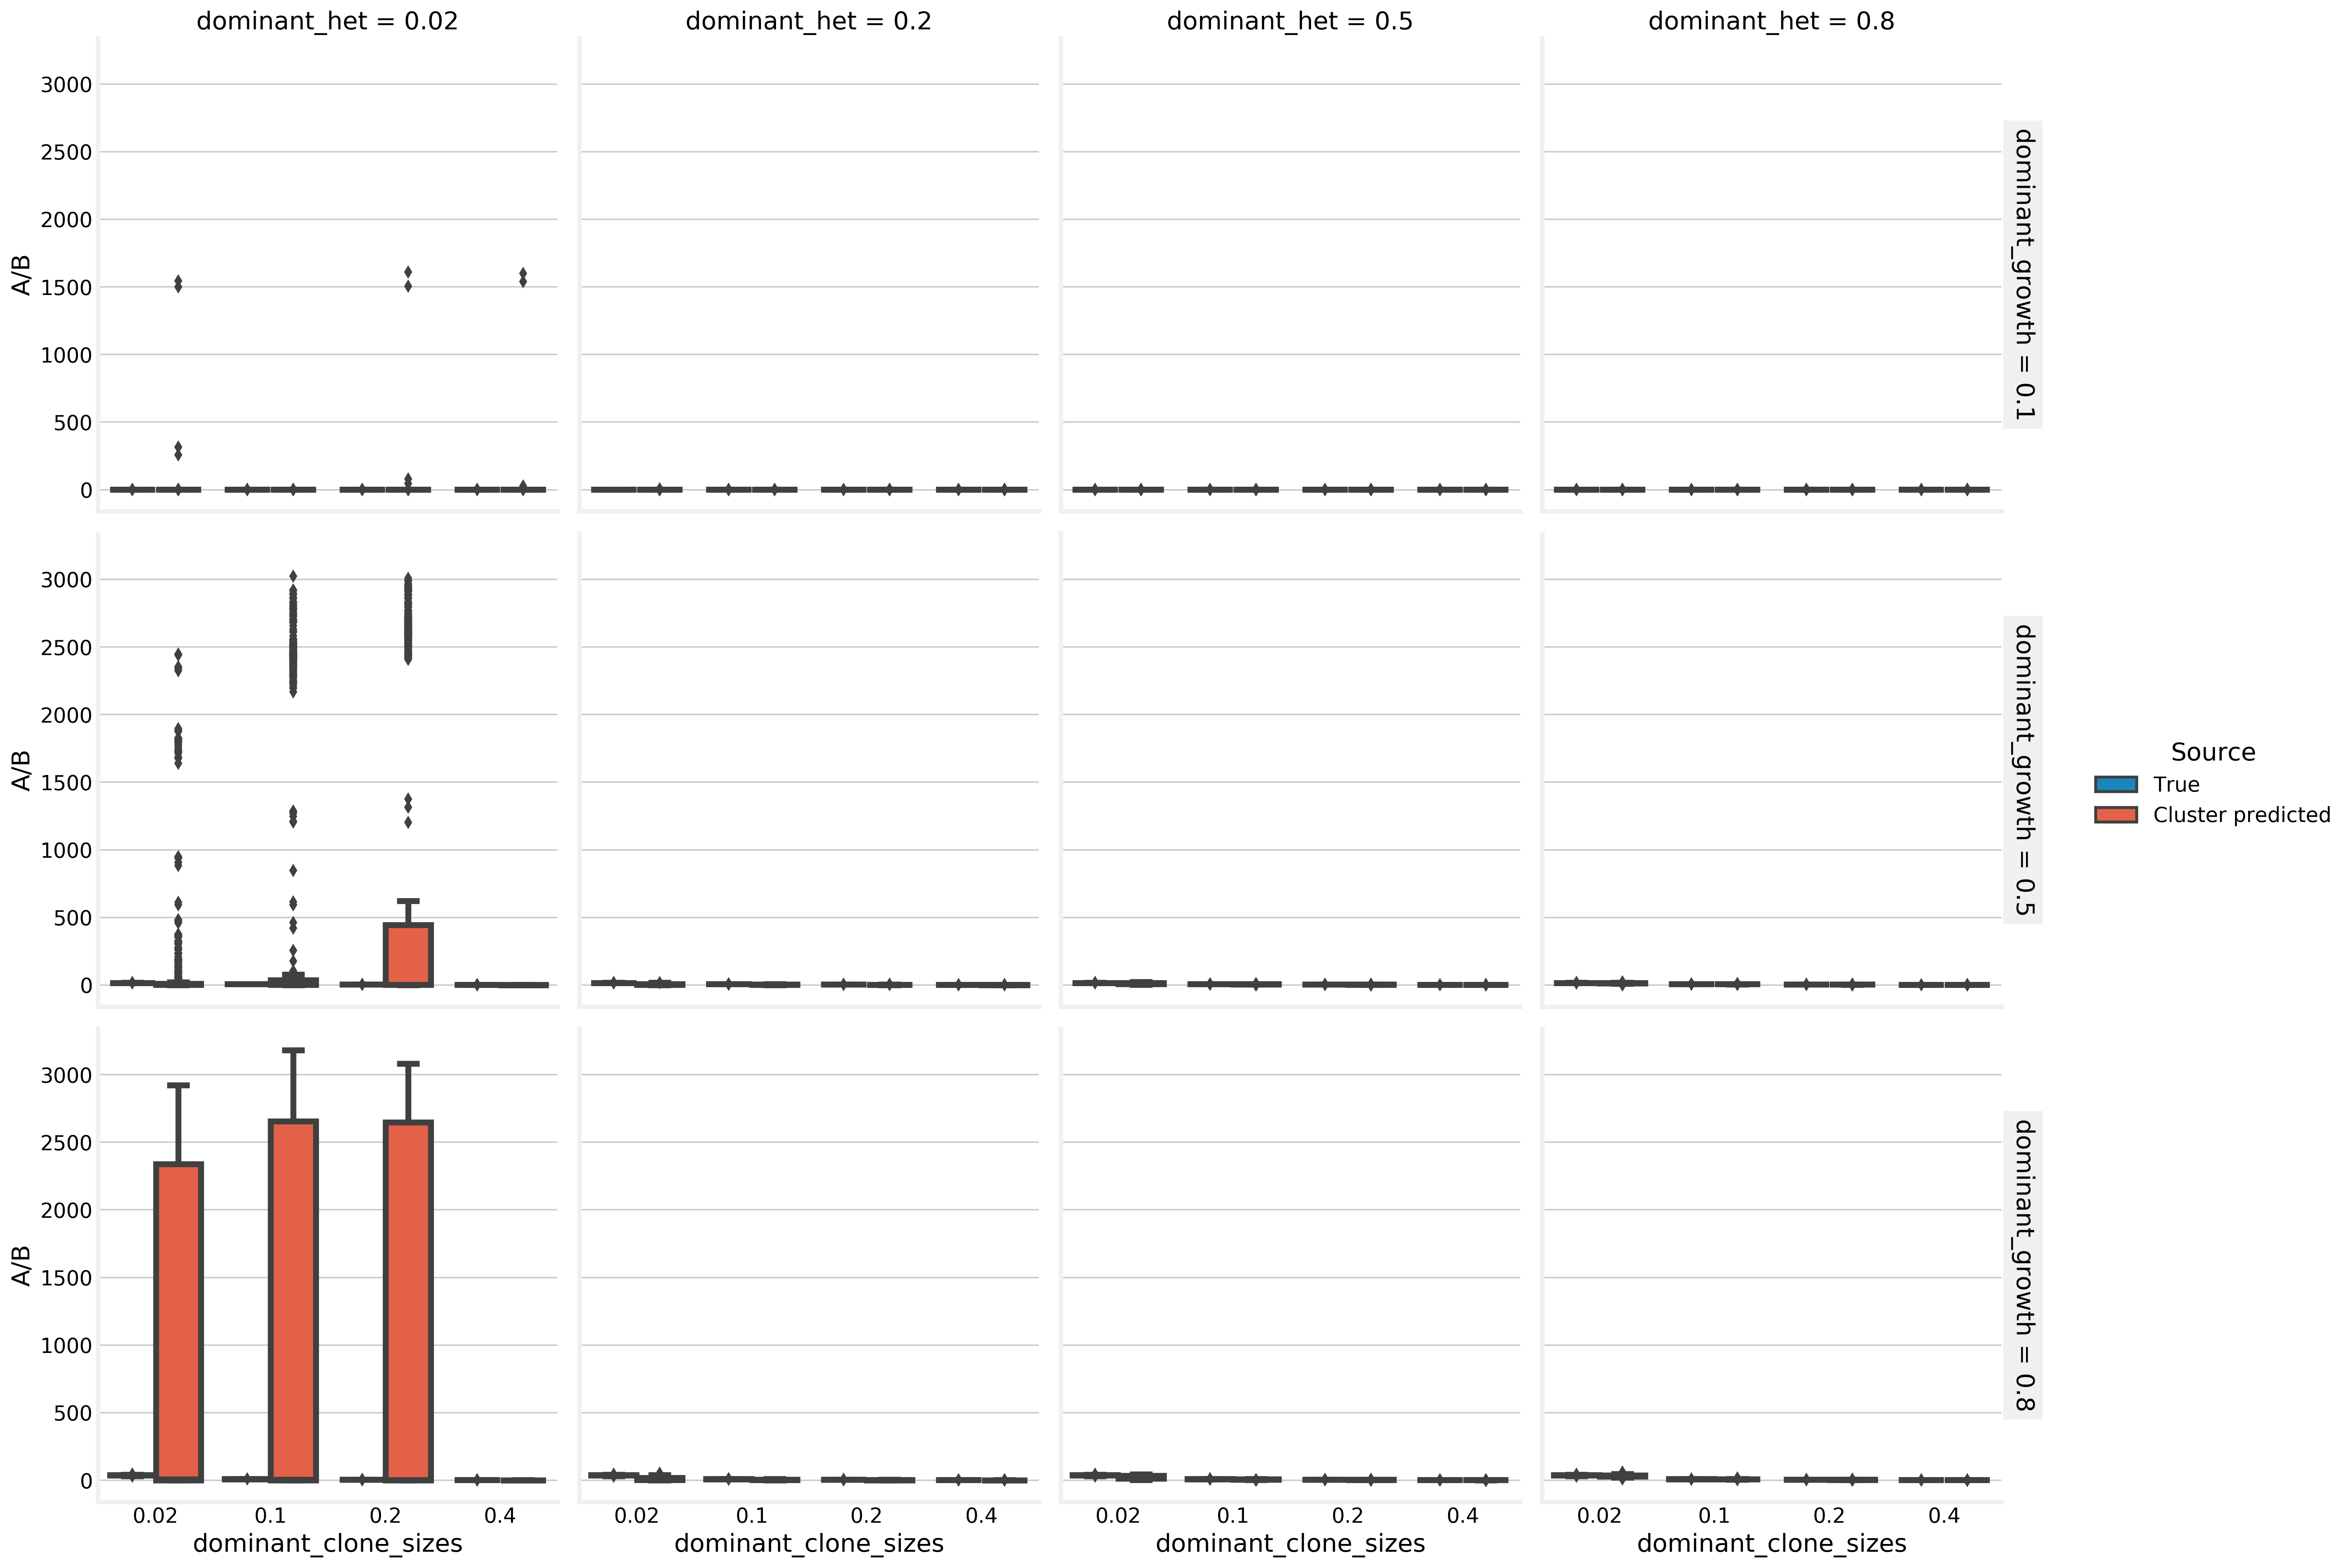 dominant_het = 0.02
dominant_het = 0.2
dominant_het = 0.5
dominant_het = 0.8
3000
2500
2000
1500
1000
500
0
A/B
dominant_growth = 0.1
3000
2500
2000
1500
1000
500
0
A/B
dominant_growth = 0.5
Source
True
Cluster predicted
3000
2500
2000
1500
1000
500
0
A/B
dominant_growth = 0.8
0.02 0.1 0.2 0.4
dominant_clone_sizes
0.02 0.1 0.2 0.4
dominant_clone_sizes
0.02 0.1 0.2 0.4
dominant_clone_sizes
0.02 0.1 0.2 0.4
dominant_clone_sizes